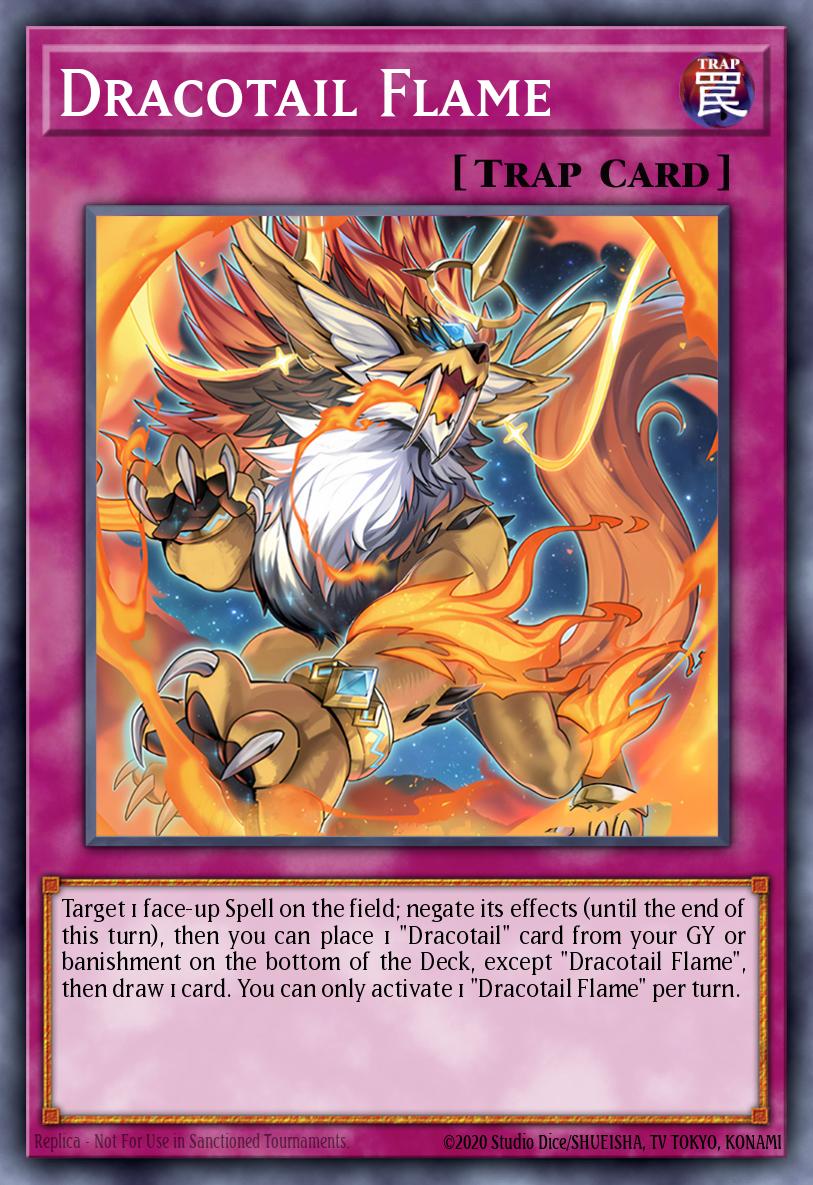 Dracotail Flame
TRAP
罠
[Trap Card]
Target 1 face-up Spell on the field; negate its effects (until the end of
this turn), then you can place 1 "Dracotail" card from your GY or
banishment on the bottom of the Deck, except "Dracotail Flame",
then draw 1 card. You can only activate 1 "Dracotail Flame" per turn.
Replica - Not For Use in Sanctioned Tournaments.
©2020 Studio Dice/SHUEISHA, TV TOKYO, KONAMI